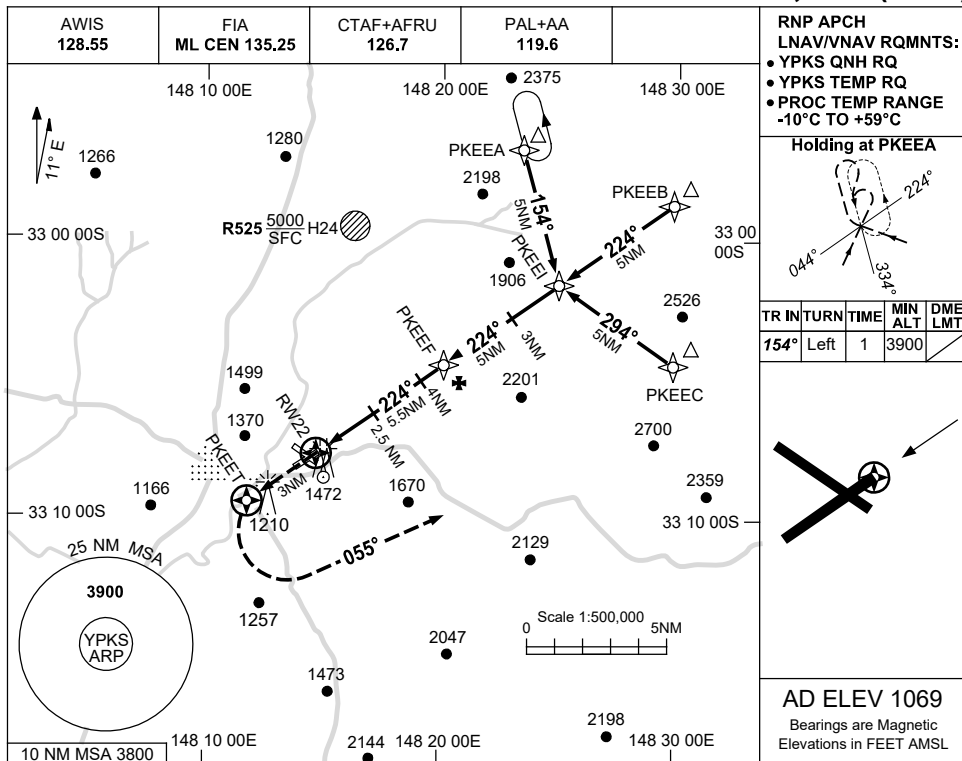 AWIS
128.55
FIA
ML CEN 135.25
CTAF+AFRU
126.7
PAL+AA
119.6
RNP APCH
LNAV/VNAV RQMNTS:
• YPKS QNH RQ
• YPKS TEMP RQ
• PROC TEMP RANGE
-10°C TO +59°C
148 10 00E
148 20 00E
148 30 00E
2375
11° E
1280
1266
PKEEA
2198
PKEEB
Holding at PKEEA
224°
044°
334°
R525 5000 H24
SFC
33 00 00S
33 00
00S
154°
5NM
PKEEI
224°
5NM
1906
2526
294°
5NM
PKEEC
TR IN TURN TIME MIN ALT DME LMT
154° Left 1 3900
PKEEF
224°
5NM
3NM
2201
1499
1370
RW22
224°
5.5NM
4NM
2.5 NM
2700
PKEET
3NM
1472
1670
2359
1166
1210
33 10 00S
33 10 00S
055°
2129
25 NM MSA
3900
YPKS
ARP
1257
Scale 1:500,000
0
5NM
2047
1473
2198
2144
10 NM MSA 3800
148 10 00E
148 20 00E
148 30 00E
AD ELEV 1069
Bearings are Magnetic
Elevations in FEET AMSL